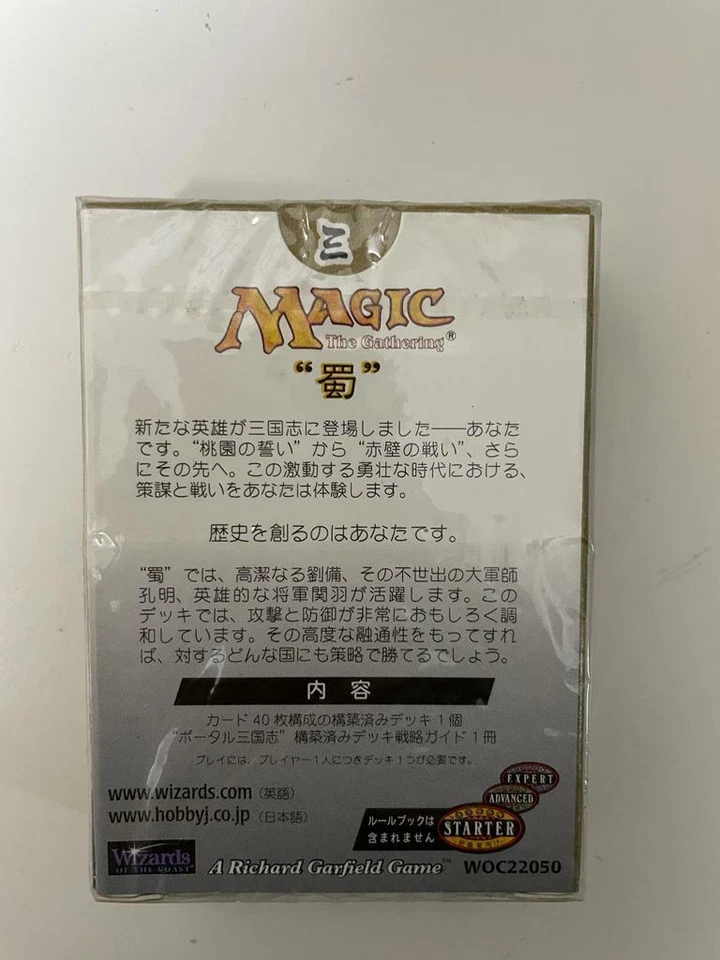 三
MAGIC
The Gathering®
“蜀”
新たな英雄が三国志に登場しました──あなた
です。“桃園の誓い”から“赤壁の戦い”、さら
にその先へ。この激動する勇壮な時代における、
策謀と戦いをあなたは体験します。
歴史を創るのはあなたです。
“蜀”では、高潔なる劉備、その不世出の大軍師
孔明、英雄的な将軍関羽が活躍します。この
デッキでは、攻撃と防御が非常におもしろく調
和しています。その高度な融通性をもってすれ
ば、対するどんな国にも策略で勝てるでしょう。
内容
カード40枚構成の構築済みデッキ1個
“ポータル三国志”構築済みデッキ戦略ガイド1冊
プレイには、プレイヤー1人につきデッキ1つが必要です。
www.wizards.com（英語）
www.hobbyj.co.jp（日本語）
ルールブックは
含まれません
EXPERT
ADVANCED
STARTER
Wizards
OF THE COAST
A Richard Garfield Game™
WOC22050